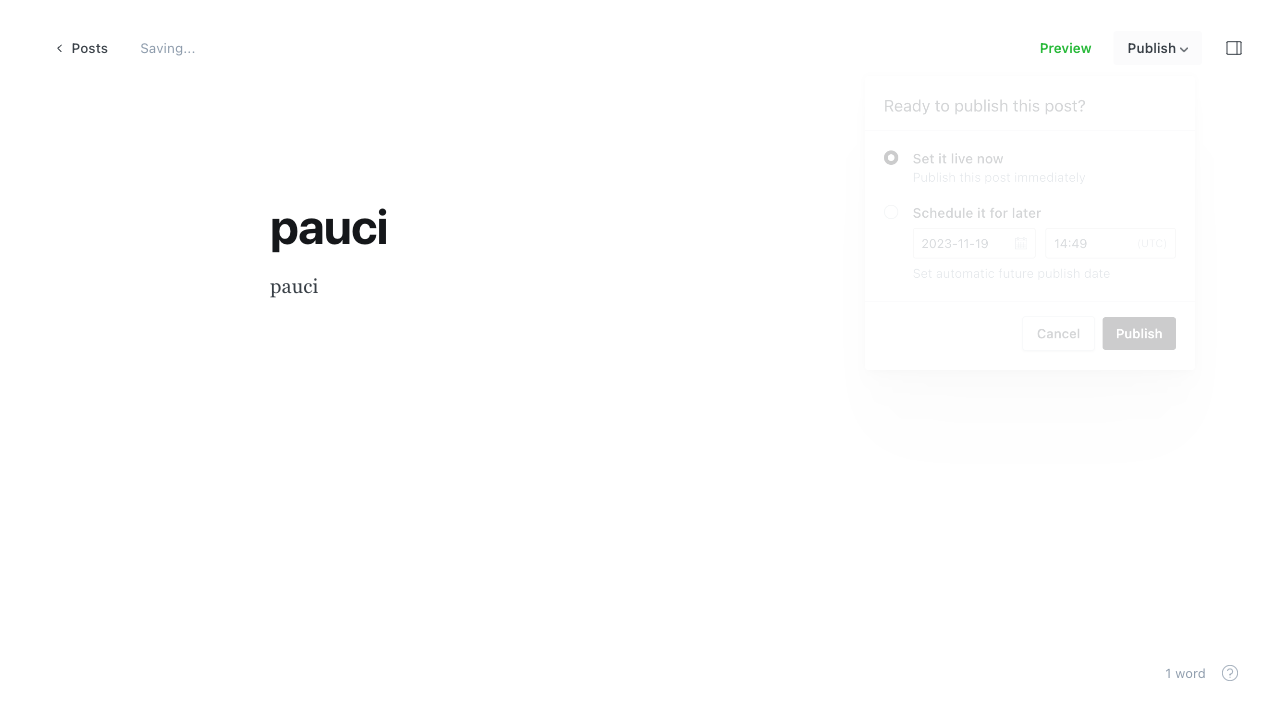 Posts
Saving...
Preview
Publish
Ready to publish this post?
Set it live now
Publish this post immediately
Schedule it for later
2023-11-19
14:49
(UTC)
Set automatic future publish date
Cancel
Publish
pauci
pauci
1 word